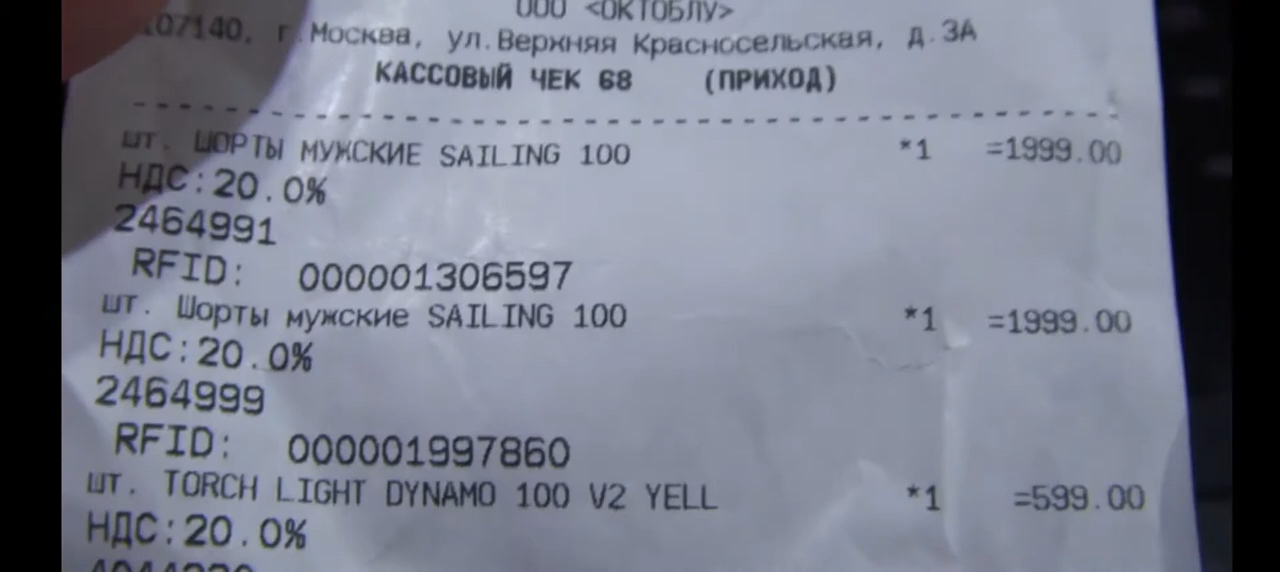 ООО <ОКТОБЛУ>
107140, г.Москва, ул.Верхняя Красносельская, д.3А
КАССОВЫЙ ЧЕК 68 (ПРИХОД)
шт. ШОРТЫ МУЖСКИЕ SAILING 100 *1 =1999.00
НДС:20.0%
2464991
RFID: 000001306597
шт. Шорты мужские SAILING 100 *1 =1999.00
НДС:20.0%
2464999
RFID: 000001997860
шт. TORCH LIGHT DYNAMO 100 V2 YELL *1 =599.00
НДС:20.0%